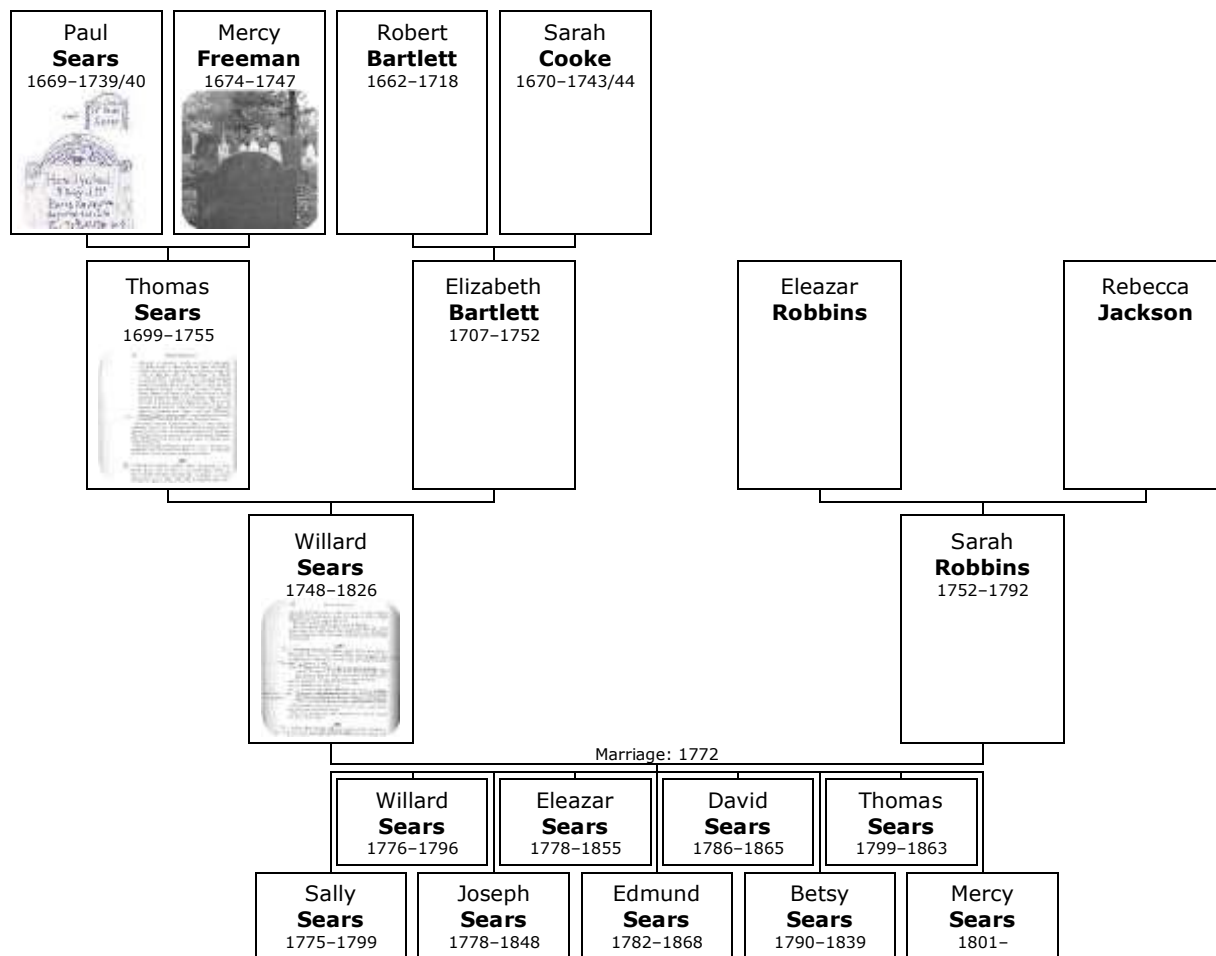 Paul
Sears
1669–1739/40
Mercy
Freeman
1674–1747
Robert
Bartlett
1662–1718
Sarah
Cooke
1670–1743/44
Thomas
Sears
1699–1755
Elizabeth
Bartlett
1707–1752
Eleazar
Robbins
Rebecca
Jackson
Willard
Sears
1748–1826
Sarah
Robbins
1752–1792
Marriage: 1772
Willard
Sears
1776–1796
Eleazar
Sears
1778–1855
David
Sears
1786–1865
Thomas
Sears
1799–1863
Sally
Sears
1775–1799
Joseph
Sears
1778–1848
Edmund
Sears
1782–1868
Betsy
Sears
1790–1839
Mercy
Sears
1801–